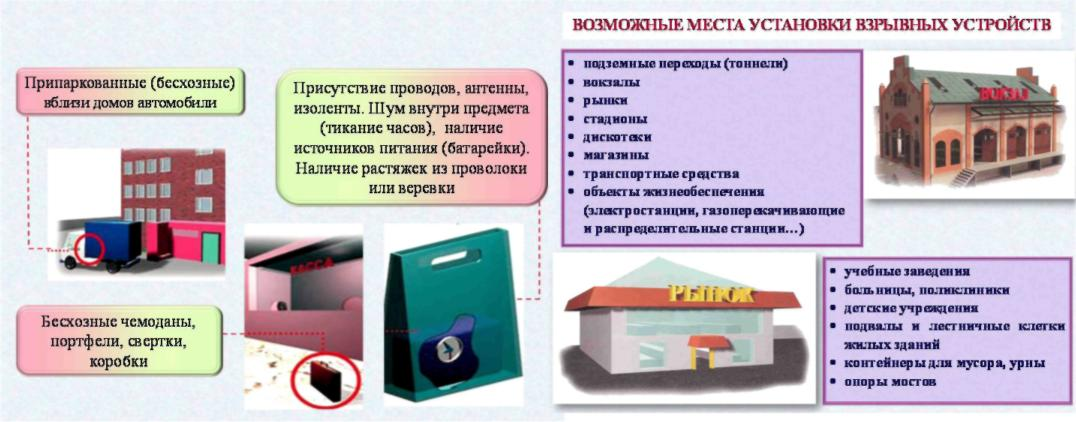 ВОЗМОЖНЫЕ МЕСТА УСТАНОВКИ ВЗРЫВНЫХ УСТРОЙСТВ
Припаркованные (бесхозные)
вблизи домов автомобили
Присутствие проводов, антенны,
изоленты. Шум внутри предмета
(тикание часов), наличие
источников питания (батарейки).
Наличие растяжек из проволоки
или веревки
КАССА
Бесхозные чемоданы,
портфели, свертки,
коробки
• подземные переходы (тоннели)
• вокзалы
• рынки
• стадионы
• дискотеки
• магазины
• транспортные средства
• объекты жизнеобеспечения
(электростанции, газоперекачивающие
и распределительные станции...)
ВОКЗАЛ
РЫНОК
• учебные заведения
• больницы, поликлиники
• детские учреждения
• подвалы и лестничные клетки
жилых зданий
• контейнеры для мусора, урны
• опоры мостов